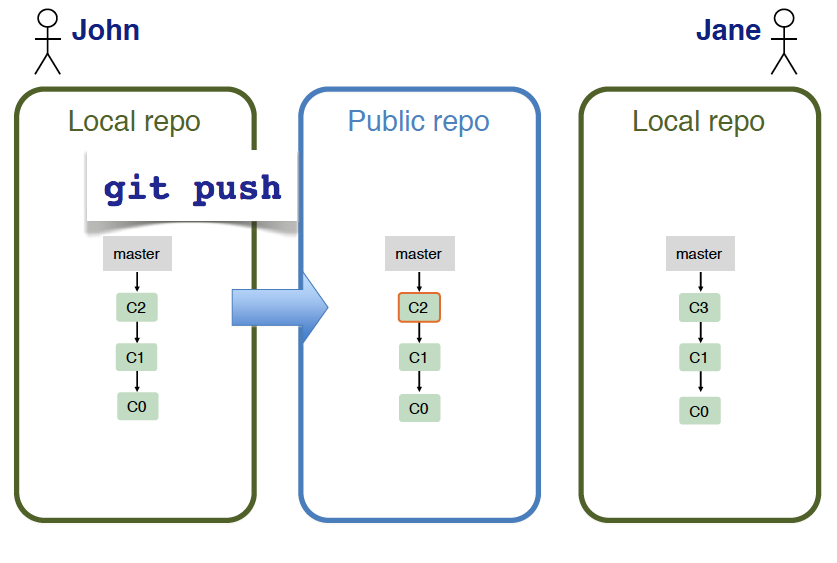 John
Jane
Local repo
Public repo
Local repo
git push
master
master
master
C2
C2
C3
C1
C1
C1
C0
C0
C0